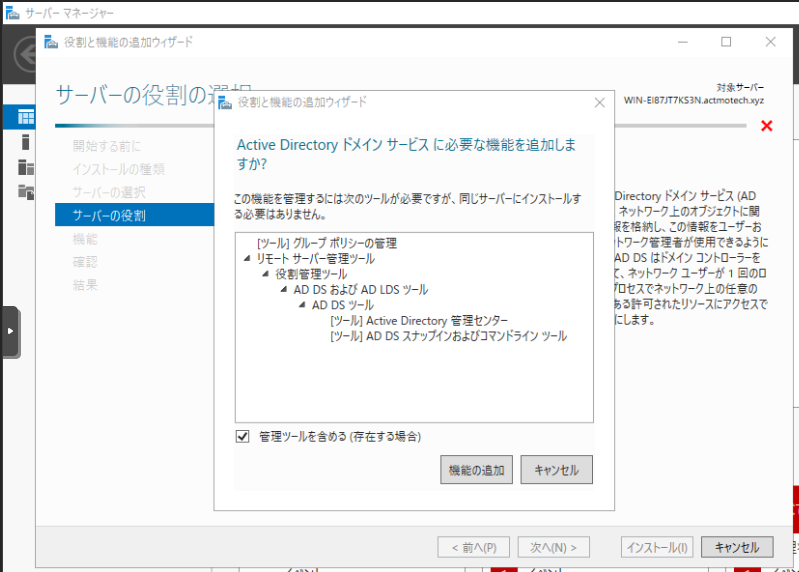 サーバー マネージャー
役割と機能の追加ウィザード
サーバーの役割の選択
対象サーバー
WIN-EI87JT7KS3N.actmotech.xyz
開始する前に
インストールの種類
サーバーの選択
サーバーの役割
機能
確認
結果
役割と機能の追加ウィザード
Active Directory ドメイン サービス に必要な機能を追加しま
すか?
この機能を管理するには次のツールが必要ですが、同じサーバーにインストールす
る必要はありません。
[ツール] グループ ポリシーの管理
リモート サーバー管理ツール
役割管理ツール
AD DS および AD LDS ツール
AD DS ツール
[ツール] Active Directory 管理センター
[ツール] AD DS スナップインおよびコマンドライン ツール
管理ツールを含める (存在する場合)
機能の追加
キャンセル
Directory ドメイン サービス (AD
ネットワーク上のオブジェクトに関
報を格納し、この情報をユーザーお
トワーク管理者が使用できるように
AD DS はドメイン コントローラーを
て、ネットワーク ユーザーが 1 回のロ
プロセスでネットワーク上の任意の
ある許可されたリソースにアクセスで
にします。
< 前へ(P)
次へ(N) >
インストール(I)
キャンセル